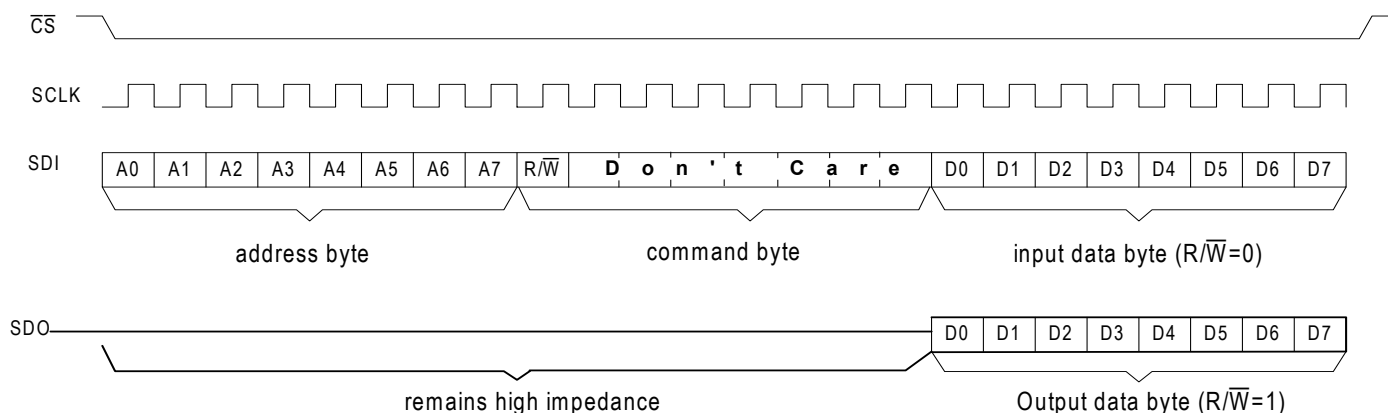 C̅S̅
SCLK
SDI A0 A1 A2 A3 A4 A5 A6 A7 R/W̅ Don't Care D0 D1 D2 D3 D4 D5 D6 D7
address byte command byte input data byte (R/W̅=0)
SDO D0 D1 D2 D3 D4 D5 D6 D7
remains high impedance Output data byte (R/W̅=1)